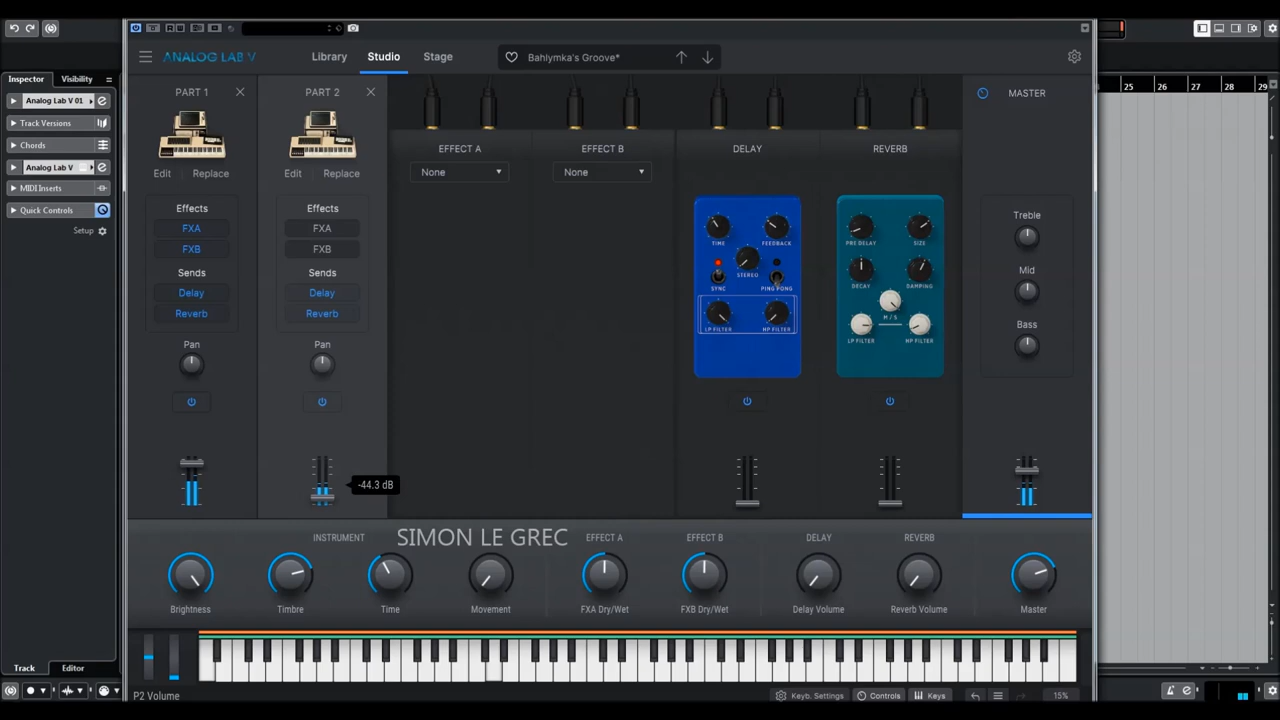 ANALOG LAB V
Library
Studio
Stage
Bahlymka's Groove*
Inspector
Visibility
Analog Lab V 01
Track Versions
Chords
Analog Lab V
MIDI Inserts
Quick Controls
Setup
25 26 27 28 29
PART 1
PART 2
Edit
Replace
Edit
Replace
Effects
FXA
FXB
Sends
Delay
Reverb
Pan
Effects
FXA
FXB
Sends
Delay
Reverb
Pan
-44.3 dB
EFFECT A
None
EFFECT B
None
DELAY
TIME
FEEDBACK
STEREO
SYNC
PING PONG
LP FILTER
HP FILTER
REVERB
PRE DELAY
SIZE
DECAY
DAMPING
M / S
LP FILTER
HP FILTER
MASTER
Treble
Mid
Bass
INSTRUMENT
SIMON LE GREC
EFFECT A
EFFECT B
DELAY
REVERB
Brightness
Timbre
Time
Movement
FXA Dry/Wet
FXB Dry/Wet
Delay Volume
Reverb Volume
Master
Track
Editor
P2 Volume
Keyb. Settings
Controls
Keys
15%